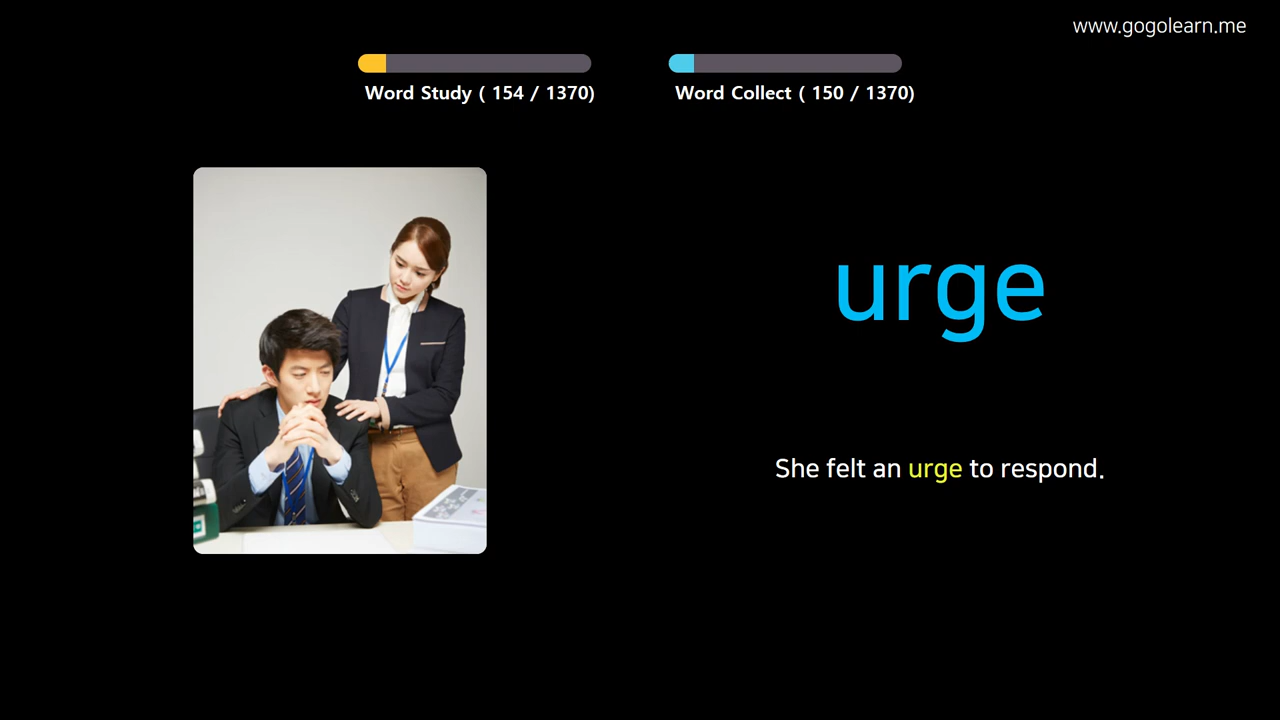 www.gogolearn.me
Word Study ( 154 / 1370)
Word Collect ( 150 / 1370)
urge
She felt an urge to respond.